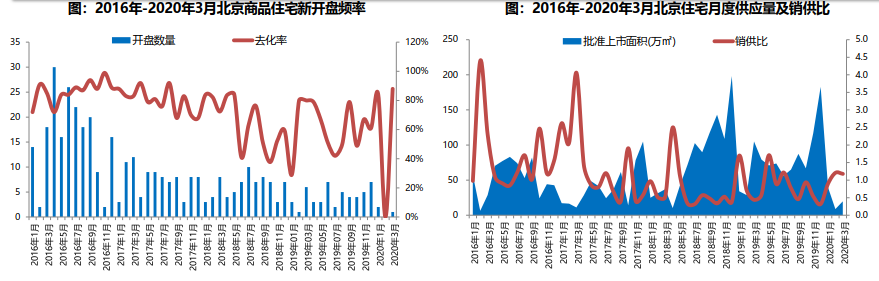 图：2016年-2020年3月北京商品住宅新开盘频率
开盘数量
去化率
35
30
25
20
15
10
5
0
120%
100%
80%
60%
40%
20%
0%
2016年1月
2016年3月
2016年5月
2016年7月
2016年9月
2016年11月
2017年1月
2017年3月
2017年5月
2017年7月
2017年9月
2017年11月
2018年1月
2018年3月
2018年5月
2018年7月
2018年9月
2018年11月
2019年01月
2019年03月
2019年05月
2019年07月
2019年09月
2019年11月
2020年1月
2020年3月
图：2016年-2020年3月北京住宅月度供应量及销供比
批准上市面积(万㎡)
销供比
250
200
150
100
50
0
5.0
4.5
4.0
3.5
3.0
2.5
2.0
1.5
1.0
0.5
0.0
2016年1月
2016年3月
2016年5月
2016年7月
2016年9月
2016年11月
2017年1月
2017年3月
2017年5月
2017年7月
2017年9月
2017年11月
2018年1月
2018年3月
2018年5月
2018年7月
2018年9月
2018年11月
2019年1月
2019年3月
2019年5月
2019年7月
2019年9月
2019年11月
2020年1月
2020年3月